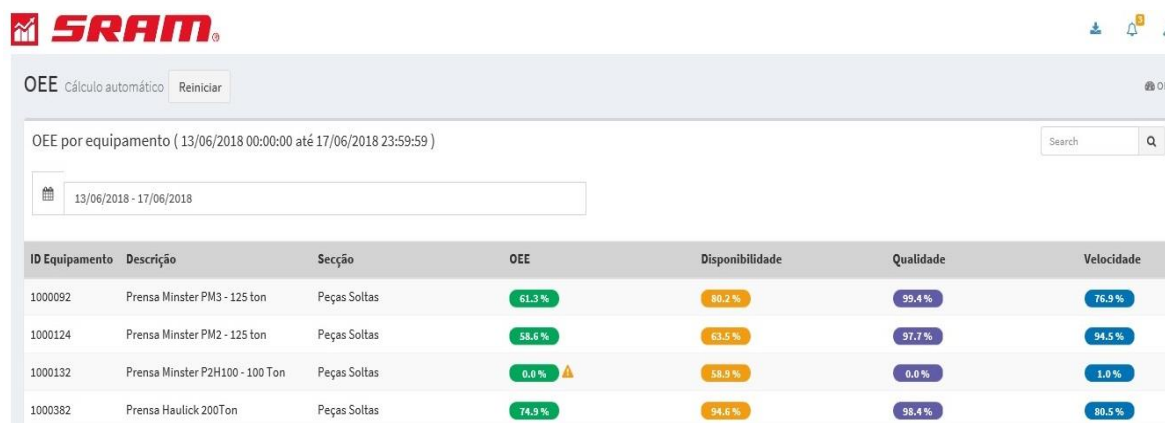 SRAM®
3
OEE Cálculo automático Reiniciar
OEE por equipamento ( 13/06/2018 00:00:00 até 17/06/2018 23:59:59 ) Search
13/06/2018 - 17/06/2018
ID Equipamento Descrição Secção OEE Disponibilidade Qualidade Velocidade
1000092 Prensa Minster PM3 - 125 ton Peças Soltas 61.3 % 80.2 % 99.4 % 76.9 %
1000124 Prensa Minster PM2 - 125 ton Peças Soltas 58.6 % 63.5 % 97.7 % 94.5 %
1000132 Prensa Minster P2H100 - 100 Ton Peças Soltas 0.0 % 58.9 % 0.0 % 1.0 %
1000382 Prensa Haulick 200Ton Peças Soltas 74.9 % 94.6 % 98.4 % 80.5 %